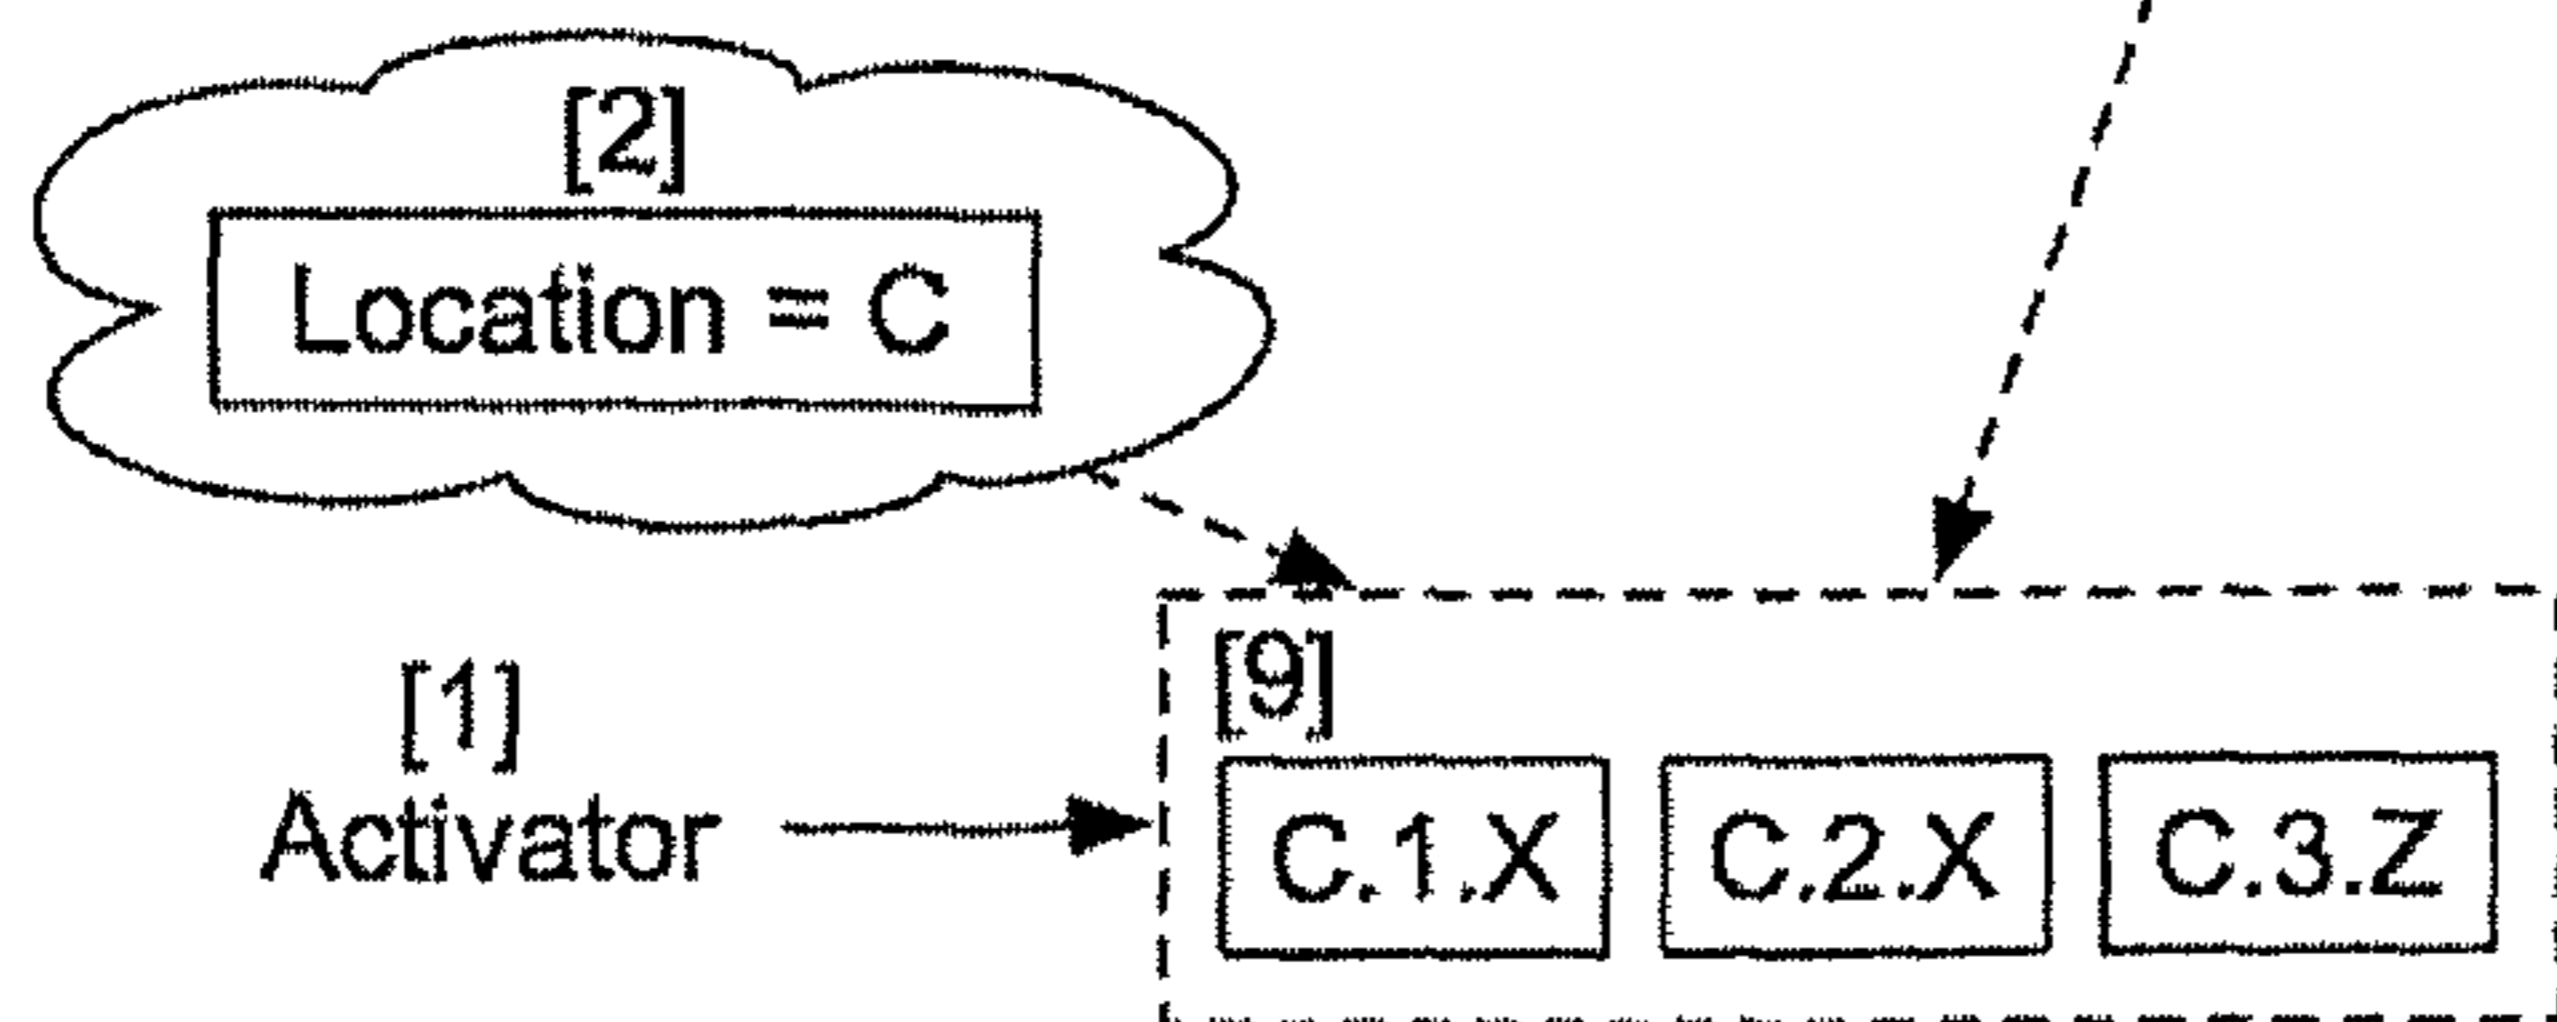 [2]
Location = C
[1]
Activator
[9]
C.1.X C.2.X C.3.Z